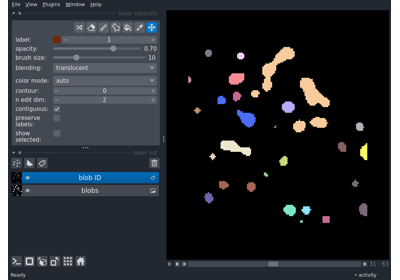 File View Plugins Window Help
layer controls
label: 1
opacity: 0.70
brush size: 10
blending: translucent
color mode: auto
contour: 0
n edit dim: 2
contiguous:
preserve
labels:
show
selected:
layer list
blob ID
blobs
31 63
Ready
activity